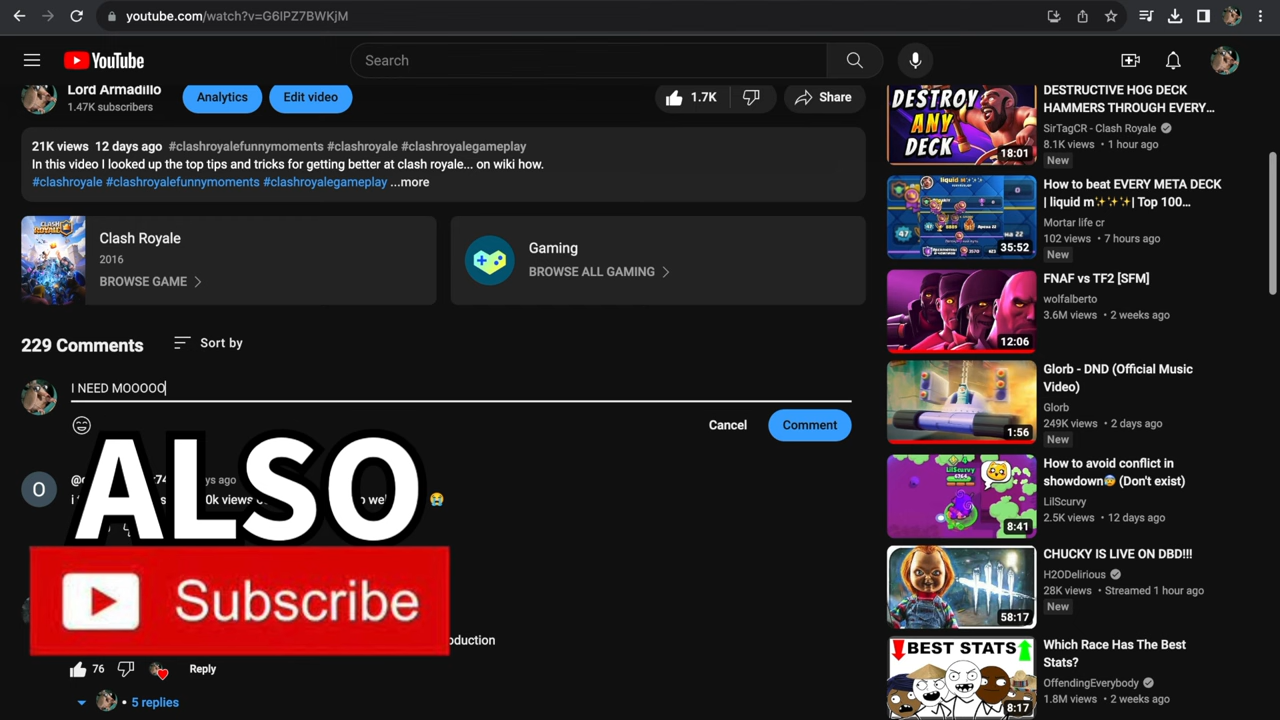 youtube.com/watch?v=G6IPZ7BWKjM
YouTube
Search
Lord Armadillo
1.47K subscribers
Analytics
Edit video
1.7K
Share
21K views 12 days ago #clashroyalefunnymoments #clashroyale #clashroyalegameplay
In this video I looked up the top tips and tricks for getting better at clash royale... on wiki how.
#clashroyale #clashroyalefunnymoments #clashroyalegameplay ...more
Clash Royale
2016
BROWSE GAME
Gaming
BROWSE ALL GAMING
229 Comments
Sort by
I NEED MOOOOO
Cancel
Comment
ALSO
Subscribe
O
76
Reply
5 replies
DESTROY
ANY
DECK
18:01
DESTRUCTIVE HOG DECK
HAMMERS THROUGH EVERY...
SirTagCR - Clash Royale
8.1K views • 1 hour ago
New
35:52
How to beat EVERY META DECK
| liquid m✨✨✨| Top 100...
Mortar life cr
102 views • 7 hours ago
New
12:06
FNAF vs TF2 [SFM]
wolfalberto
3.6M views • 2 weeks ago
1:56
Glorb - DND (Official Music
Video)
Glorb
249K views • 2 days ago
New
8:41
How to avoid conflict in
showdown😰 (Don't exist)
LilScurvy
2.5K views • 12 days ago
58:17
CHUCKY IS LIVE ON DBD!!!
H2ODelirious
28K views • Streamed 1 hour ago
New
BEST STATS
8:17
Which Race Has The Best
Stats?
OffendingEverybody
1.8M views • 2 weeks ago